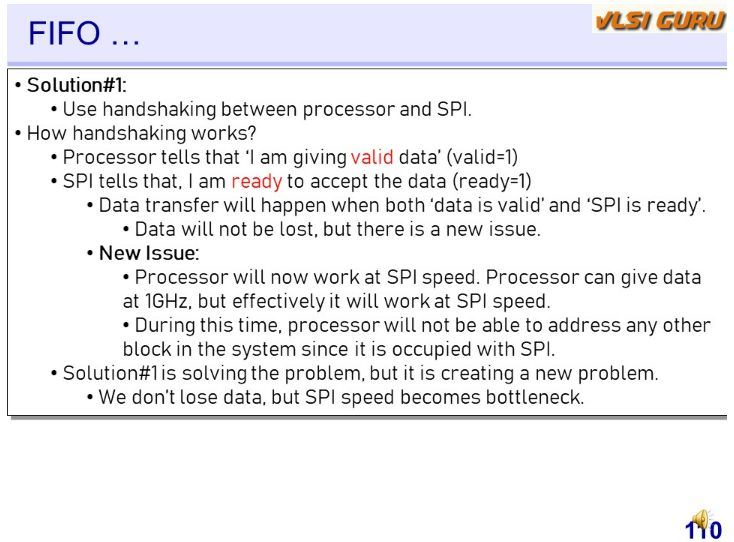 FIFO ...
VLSI GURU
• Solution#1:
• Use handshaking between processor and SPI.
• How handshaking works?
• Processor tells that ‘I am giving valid data’ (valid=1)
• SPI tells that, I am ready to accept the data (ready=1)
• Data transfer will happen when both ‘data is valid’ and ‘SPI is ready’.
• Data will not be lost, but there is a new issue.
• New Issue:
• Processor will now work at SPI speed. Processor can give data
at 1GHz, but effectively it will work at SPI speed.
• During this time, processor will not be able to address any other
block in the system since it is occupied with SPI.
• Solution#1 is solving the problem, but it is creating a new problem.
• We don’t lose data, but SPI speed becomes bottleneck.
110